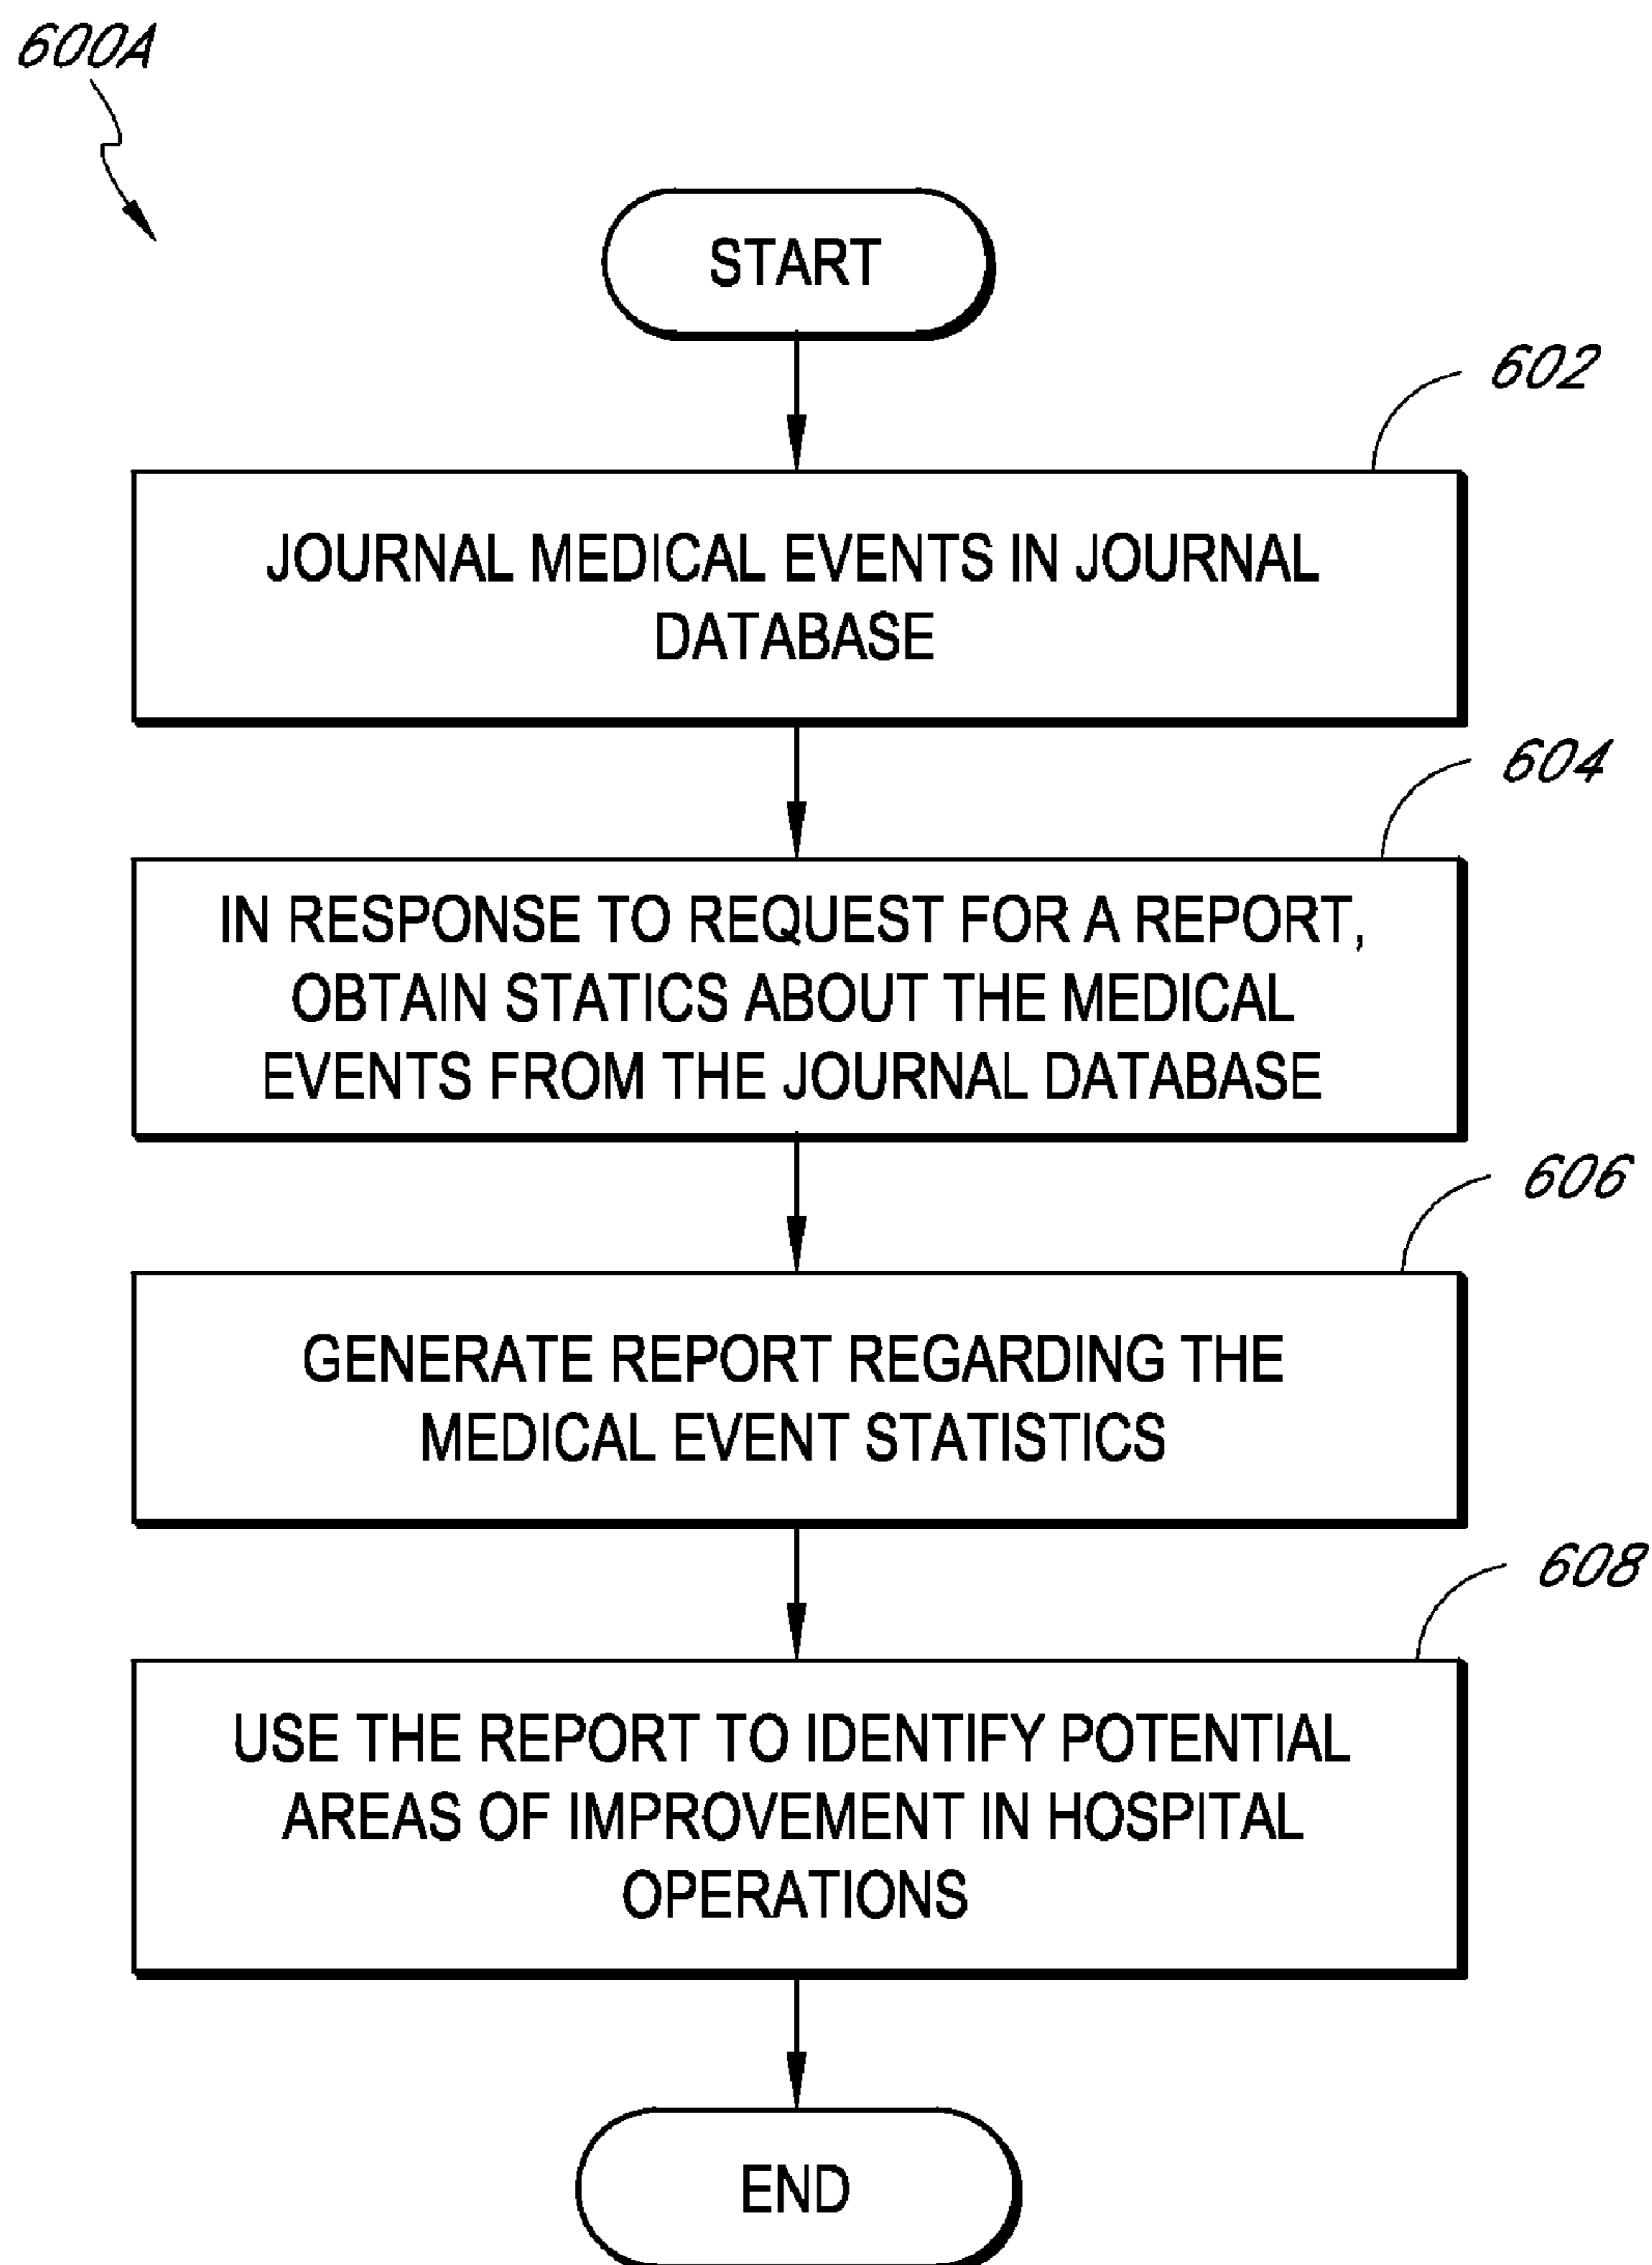 600A
START
602
JOURNAL MEDICAL EVENTS IN JOURNAL
DATABASE
604
IN RESPONSE TO REQUEST FOR A REPORT,
OBTAIN STATICS ABOUT THE MEDICAL
EVENTS FROM THE JOURNAL DATABASE
606
GENERATE REPORT REGARDING THE
MEDICAL EVENT STATISTICS
608
USE THE REPORT TO IDENTIFY POTENTIAL
AREAS OF IMPROVEMENT IN HOSPITAL
OPERATIONS
END